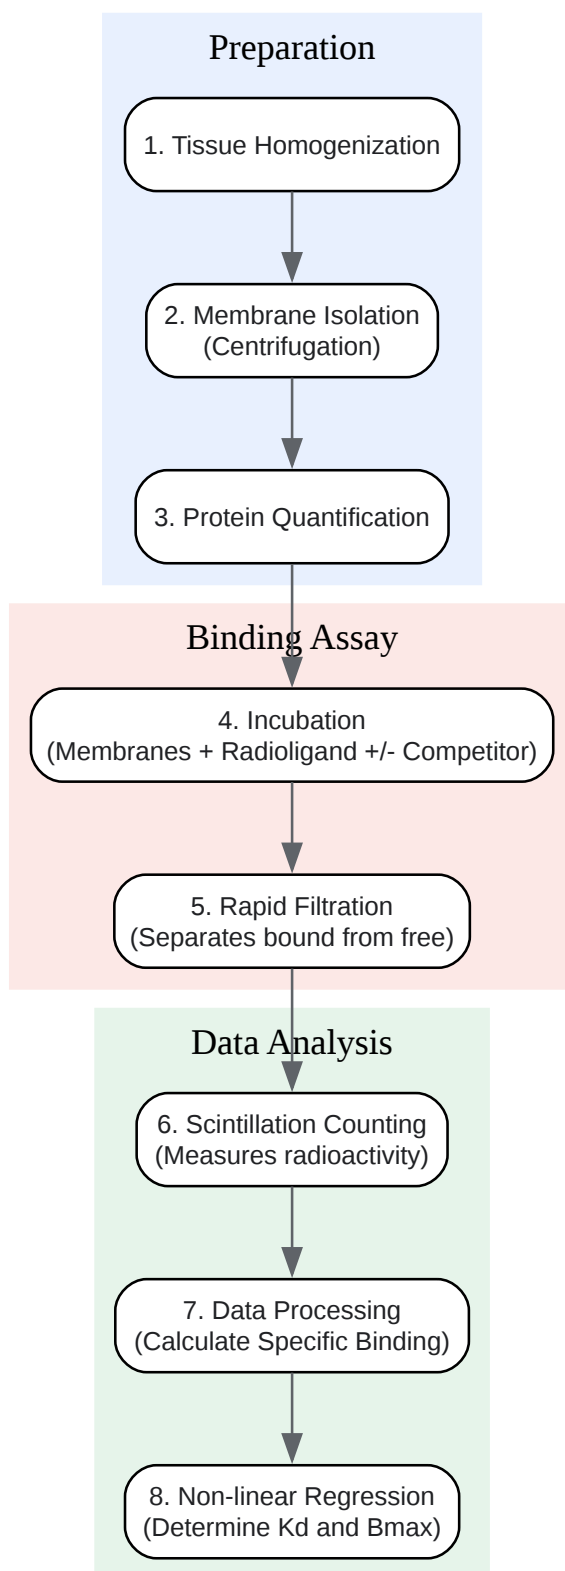 Preparation
1. Tissue Homogenization
2. Membrane Isolation
(Centrifugation)
3. Protein Quantification
Binding Assay
4. Incubation
(Membranes + Radioligand +/- Competitor)
5. Rapid Filtration
(Separates bound from free)
Data Analysis
6. Scintillation Counting
(Measures radioactivity)
7. Data Processing
(Calculate Specific Binding)
8. Non-linear Regression
(Determine Kd and Bmax)